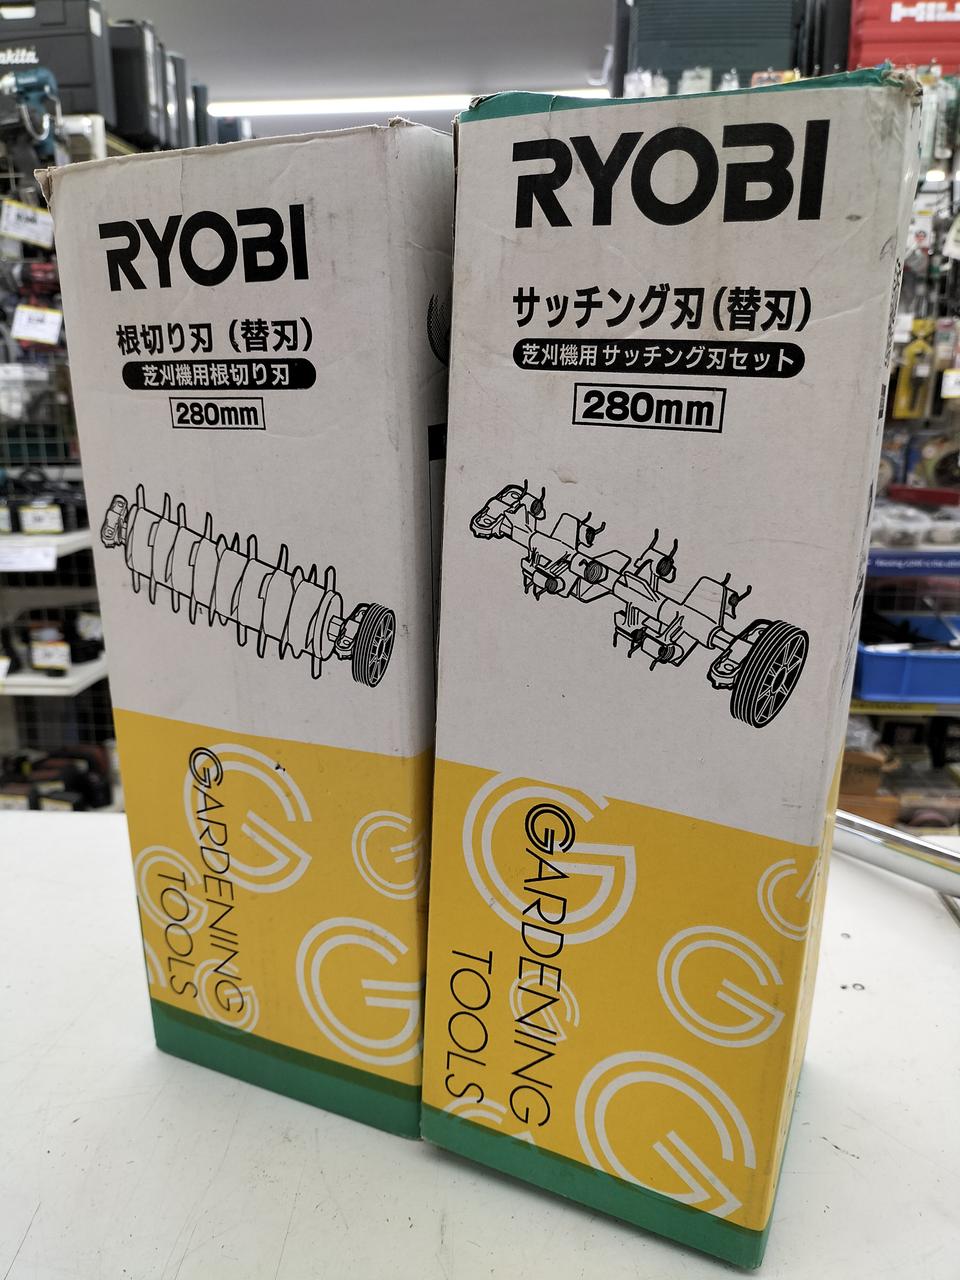 RYOBI
根切り刃（替刃）
芝刈機用根切り刃
280mm
GARDENING
TOOLS
RYOBI
サッチング刃（替刃）
芝刈機用サッチング刃セット
280mm
GARDENING
TOOLS